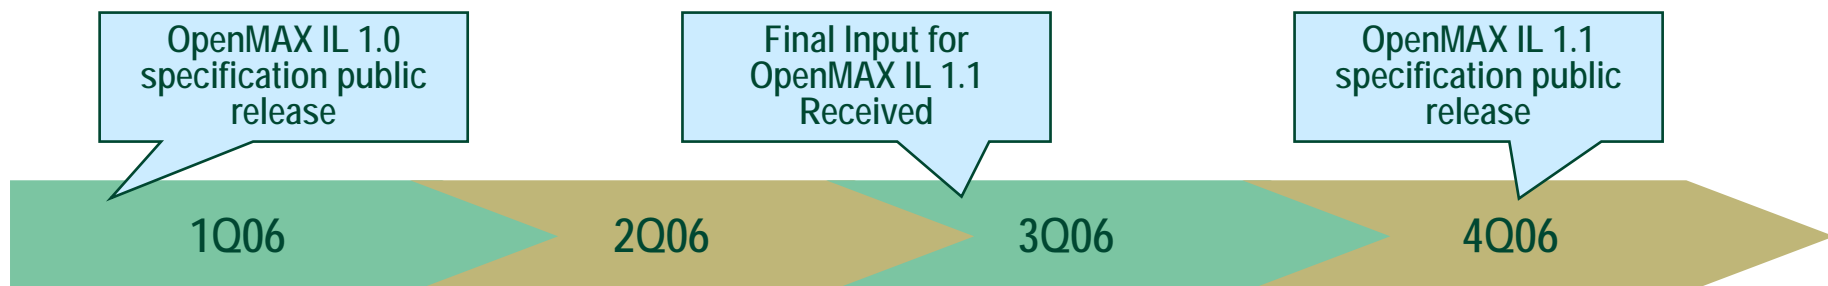 OpenMAX IL 1.0
specification public
release
Final Input for
OpenMAX IL 1.1
Received
OpenMAX IL 1.1
specification public
release
1Q06
2Q06
3Q06
4Q06